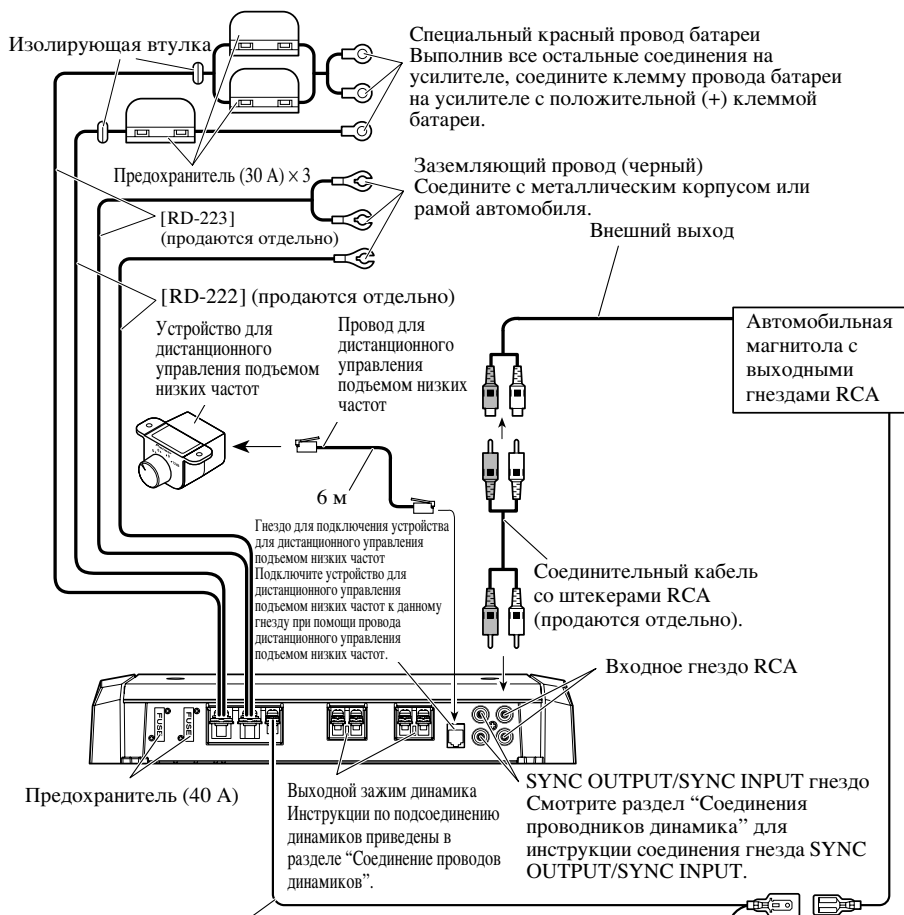 Изолирующая втулка
Специальный красный провод батареи
Выполнив все остальные соединения на
усилителе, соедините клемму провода батареи
на усилителе с положительной (+) клеммой
батареи.
Предохранитель (30 А) × 3
Заземляющий провод (черный)
Соедините с металлическим корпусом или
рамой автомобиля.
[RD-223]
(продаются отдельно)
Внешний выход
[RD-222] (продаются отдельно)
Устройство для
дистанционного
управления подъемом
низких частот
Провод для
дистанционного
управления
подъемом низких
частот
Автомобильная
магнитола с
выходными
гнездами RCA
6 м
Гнездо для подключения устройства
для дистанционного управления
подъемом низких частот
Подключите устройство для
дистанционного управления
подъемом низких частот к данному
гнезду при помощи провода
дистанционного управления
подъемом низких частот.
Соединительный кабель
со штекерами RCA
(продаются отдельно).
Входное гнездо RCA
FUSE
FUSE
Предохранитель (40 А)
Выходной зажим динамика
Инструкции по подсоединению
динамиков приведены в
разделе “Соединение проводов
динамиков”.
SYNC OUTPUT/SYNC INPUT гнездо
Смотрите раздел “Соединения
проводников динамика” для
инструкции соединения гнезда SYNC
OUTPUT/SYNC INPUT.